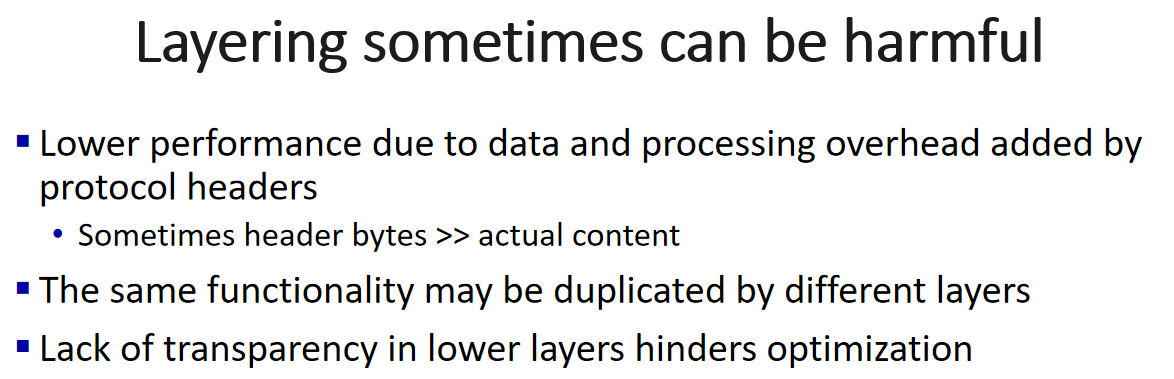 Layering sometimes can be harmful
▪ Lower performance due to data and processing overhead added by
protocol headers
• Sometimes header bytes >> actual content
▪ The same functionality may be duplicated by different layers
▪ Lack of transparency in lower layers hinders optimization